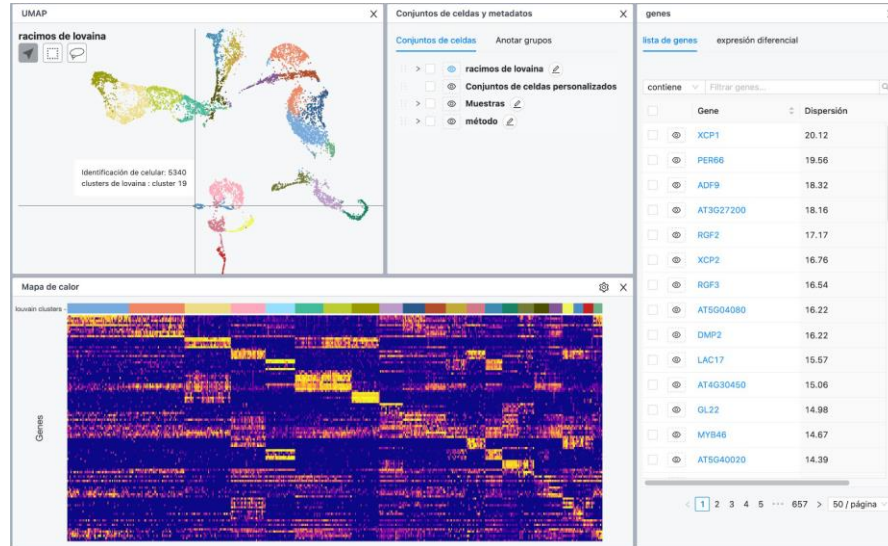 UMAP
racimos de lovaina
Identificación de celular: 5340
clusters de lovaina : cluster 19
Conjuntos de celdas y metadatos
Conjuntos de celdas Anotar grupos
racimos de lovaina
Conjuntos de celdas personalizados
Muestras
método
genes
lista de genes expresión diferencial
contiene Filtrar genes...
Gene Dispersión
XCP1 20.12
PER66 19.56
ADF9 18.32
AT3G27200 18.16
RGF2 17.17
XCP2 16.76
RGF3 16.54
AT5G04080 16.22
DMP2 16.22
LAC17 15.57
AT4G30450 15.06
GL22 14.98
MYB46 14.67
AT5G40020 14.39
1 2 3 4 5 ··· 657 50 / página
Mapa de calor
louvain clusters
Genes